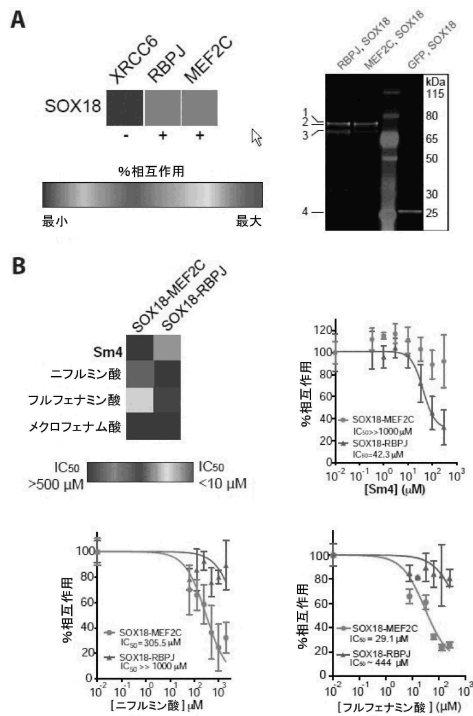 A
XRCC6
RBPJ
MEF2C
SOX18
- + +
%相互作用
最小 最大
RBPJ, SOX18
MEF2C, SOX18
GFP, SOX18
kDa
115
80
65
50
30
25
1
2
3
4
B
SOX18-MEF2C
SOX18-RBPJ
Sm4
ニフルミン酸
フルフェナミン酸
メクロフェナム酸
IC50 >500 μM
IC50 <10 μM
%相互作用
120
100
80
60
40
20
0
SOX18-MEF2C
IC50>>1000 μM
SOX18-RBPJ
IC50=42.3 μM
10-2 10-1 100 101 102 103
[Sm4] (μM)
%相互作用
100
80
60
40
20
0
SOX18-MEF2C
IC50 = 305.5 μM
SOX18-RBPJ
IC50 >> 1000 μM
10-2 10-1 100 101 102 103
[ニフルミン酸] μM
%相互作用
100
80
60
40
20
0
SOX18-MEF2C
IC50 = 29.1 μM
SOX18-RBPJ
IC50 ~ 444 μM
10-2 10-1 100 101 102 103
[フルフェナミン酸] (μM)